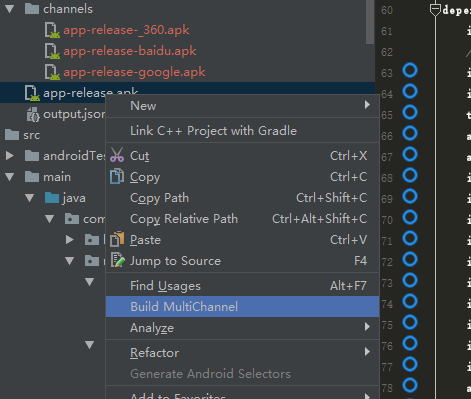 channels
app-release-_360.apk
app-release-baidu.apk
app-release-google.apk
app-release.apk
output.json
src
androidTes
main
java
com
New
Link C++ Project with Gradle
Cut Ctrl+X
Copy Ctrl+C
Copy Path Ctrl+Shift+C
Copy Relative Path Ctrl+Alt+Shift+C
Paste Ctrl+V
Jump to Source F4
Find Usages Alt+F7
Build MultiChannel
Analyze
Refactor
Generate Android Selectors
Add to Favorites
60 depe
61 i
62 /
63 i
64 i
65 t
66 a
67 a
68 i
69 i
70 i
71 a
72 i
73 i
74 i
75 i
76 i
77 i
78 a